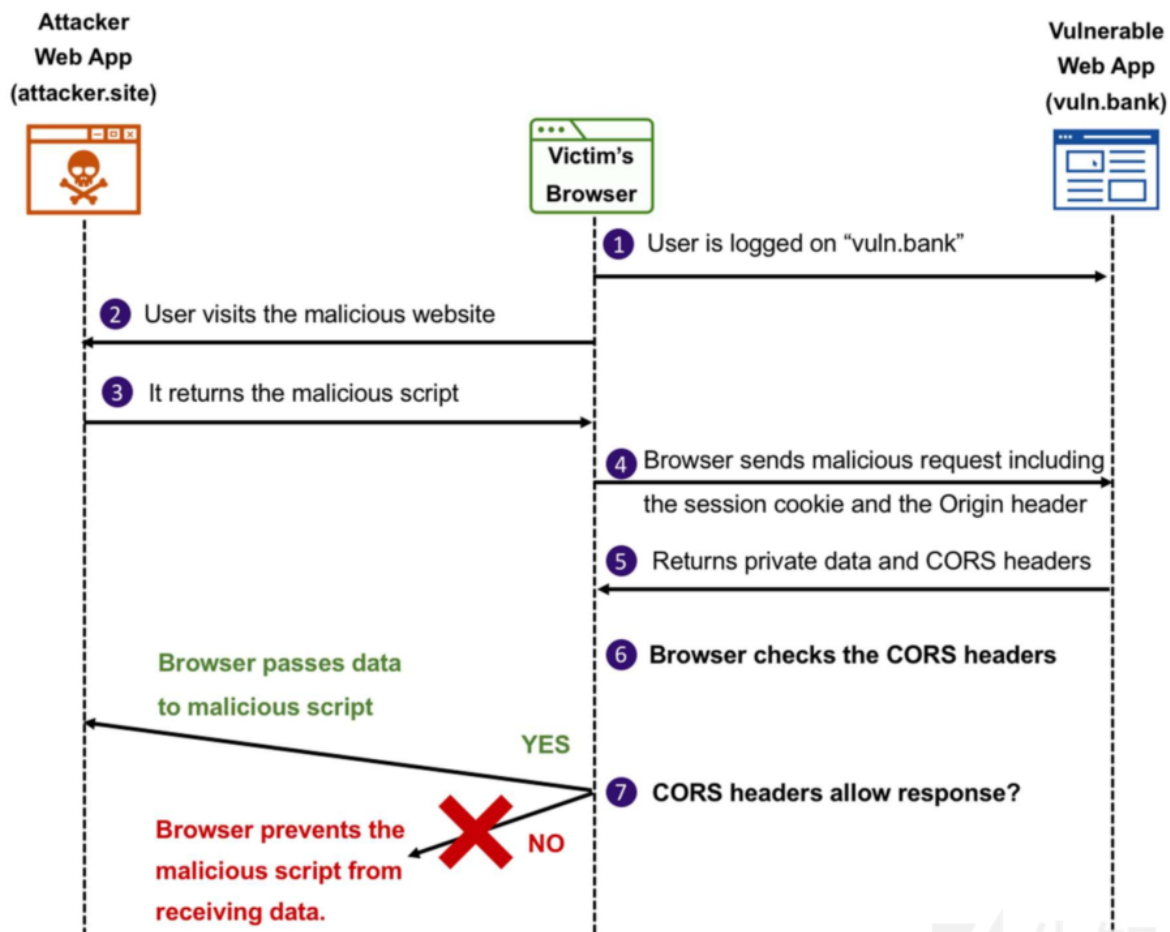 Attacker
Web App
(attacker.site)
Vulnerable
Web App
(vuln.bank)
Victim's
Browser
1 User is logged on “vuln.bank”
2 User visits the malicious website
3 It returns the malicious script
4 Browser sends malicious request including
the session cookie and the Origin header
5 Returns private data and CORS headers
6 Browser checks the CORS headers
Browser passes data
to malicious script
YES
7 CORS headers allow response?
NO
Browser prevents the
malicious script from
receiving data.